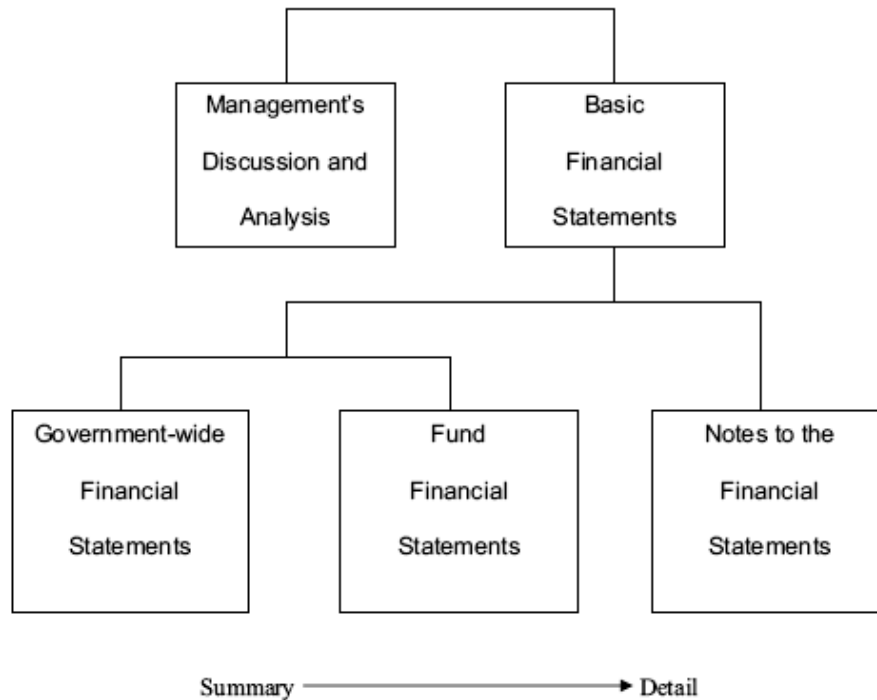 Management's
Discussion and
Analysis
Basic
Financial
Statements
Government-wide
Financial
Statements
Fund
Financial
Statements
Notes to the
Financial
Statements
Summary
Detail